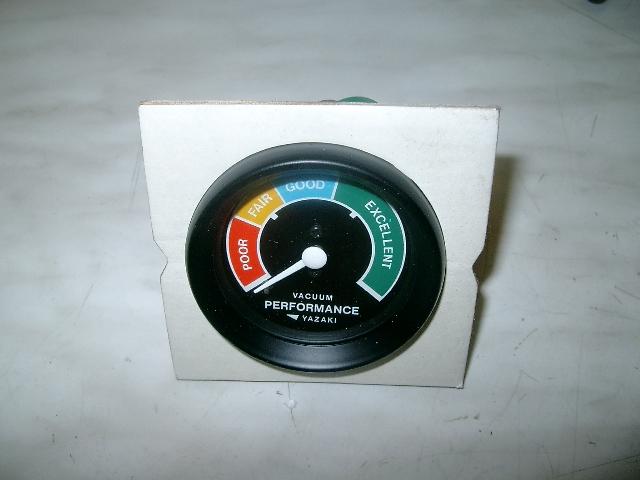 POOR
FAIR
GOOD
EXCELLENT
VACUUM
PERFORMANCE
YAZAKI